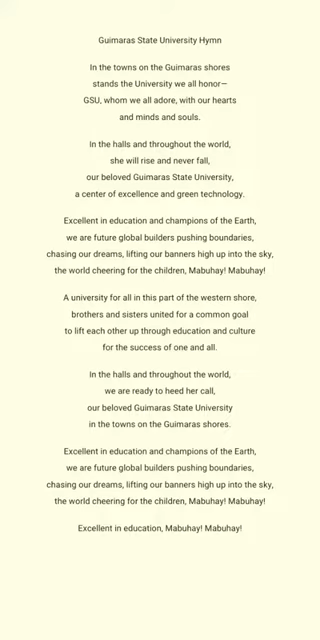 Guimaras State University Hymn
In the towns on the Guimaras shores
stands the University we all honor—
GSU, whom we all adore, with our hearts
and minds and souls.
In the halls and throughout the world,
she will rise and never fall,
our beloved Guimaras State University,
a center of excellence and green technology.
Excellent in education and champions of the Earth,
we are future global builders pushing boundaries,
chasing our dreams, lifting our banners high up into the sky,
the world cheering for the children, Mabuhay! Mabuhay!
A university for all in this part of the western shore,
brothers and sisters united for a common goal
to lift each other up through education and culture
for the success of one and all.
In the halls and throughout the world,
we are ready to heed her call,
our beloved Guimaras State University
in the towns on the Guimaras shores.
Excellent in education and champions of the Earth,
we are future global builders pushing boundaries,
chasing our dreams, lifting our banners high up into the sky,
the world cheering for the children, Mabuhay! Mabuhay!
Excellent in education, Mabuhay! Mabuhay!